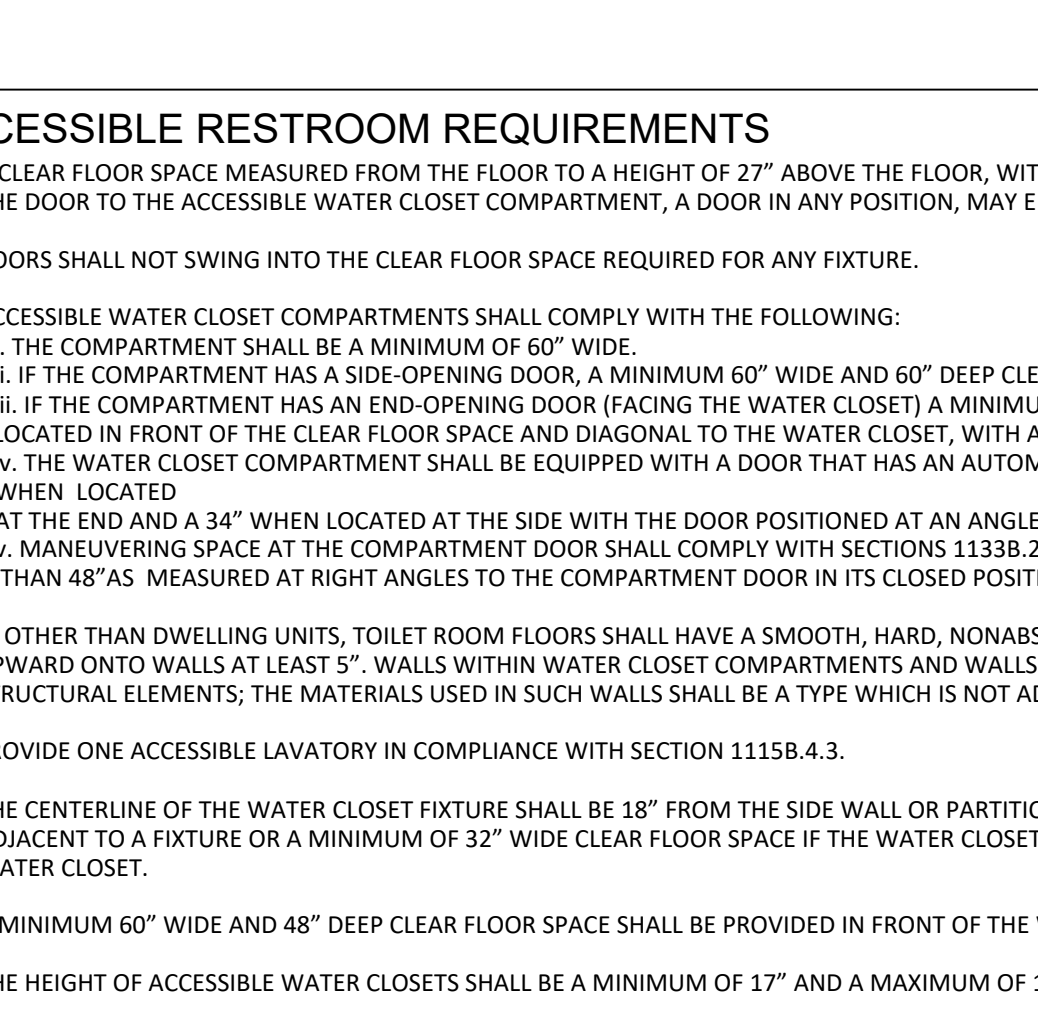 CESSIBLE RESTROOM REQUIREMENTS
CLEAR FLOOR SPACE MEASURED FROM THE FLOOR TO A HEIGHT OF 27” ABOVE THE FLOOR, WIT
HE DOOR TO THE ACCESSIBLE WATER CLOSET COMPARTMENT, A DOOR IN ANY POSITION, MAY E
OORS SHALL NOT SWING INTO THE CLEAR FLOOR SPACE REQUIRED FOR ANY FIXTURE.
CCESSIBLE WATER CLOSET COMPARTMENTS SHALL COMPLY WITH THE FOLLOWING:
. THE COMPARTMENT SHALL BE A MINIMUM OF 60” WIDE.
i. IF THE COMPARTMENT HAS A SIDE-OPENING DOOR, A MINIMUM 60” WIDE AND 60” DEEP CLE
ii. IF THE COMPARTMENT HAS AN END-OPENING DOOR (FACING THE WATER CLOSET) A MINIMU
LOCATED IN FRONT OF THE CLEAR FLOOR SPACE AND DIAGONAL TO THE WATER CLOSET, WITH A
v. THE WATER CLOSET COMPARTMENT SHALL BE EQUIPPED WITH A DOOR THAT HAS AN AUTOM
WHEN  LOCATED
AT THE END AND A 34” WHEN LOCATED AT THE SIDE WITH THE DOOR POSITIONED AT AN ANGLE
v. MANEUVERING SPACE AT THE COMPARTMENT DOOR SHALL COMPLY WITH SECTIONS 1133B.2
THAN 48”AS  MEASURED AT RIGHT ANGLES TO THE COMPARTMENT DOOR IN ITS CLOSED POSITI
OTHER THAN DWELLING UNITS, TOILET ROOM FLOORS SHALL HAVE A SMOOTH, HARD, NONABS
PWARD ONTO WALLS AT LEAST 5”. WALLS WITHIN WATER CLOSET COMPARTMENTS AND WALLS
TRUCTURAL ELEMENTS; THE MATERIALS USED IN SUCH WALLS SHALL BE A TYPE WHICH IS NOT AD
ROVIDE ONE ACCESSIBLE LAVATORY IN COMPLIANCE WITH SECTION 1115B.4.3.
HE CENTERLINE OF THE WATER CLOSET FIXTURE SHALL BE 18” FROM THE SIDE WALL OR PARTITIO
DJACENT TO A FIXTURE OR A MINIMUM OF 32” WIDE CLEAR FLOOR SPACE IF THE WATER CLOSET
ATER CLOSET.
MINIMUM 60” WIDE AND 48” DEEP CLEAR FLOOR SPACE SHALL BE PROVIDED IN FRONT OF THE
HE HEIGHT OF ACCESSIBLE WATER CLOSETS SHALL BE A MINIMUM OF 17” AND A MAXIMUM OF 1